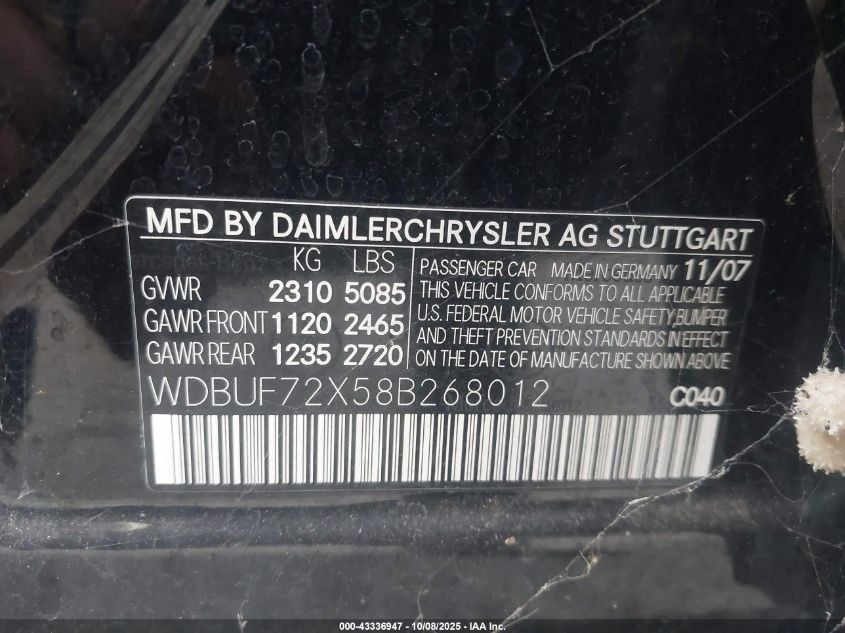 MFD BY DAIMLERCHRYSLER AG STUTTGART
KG LBS
GVWR 2310 5085
GAWR FRONT 1120 2465
GAWR REAR 1235 2720
PASSENGER CAR MADE IN GERMANY 11/07
THIS VEHICLE CONFORMS TO ALL APPLICABLE
U.S. FEDERAL MOTOR VEHICLE SAFETY, BUMPER
AND THEFT PREVENTION STANDARDS IN EFFECT
ON THE DATE OF MANUFACTURE SHOWN ABOVE
WDBUF72X58B268012 C040
000-43336947 - 10/08/2025 - IAA Inc.